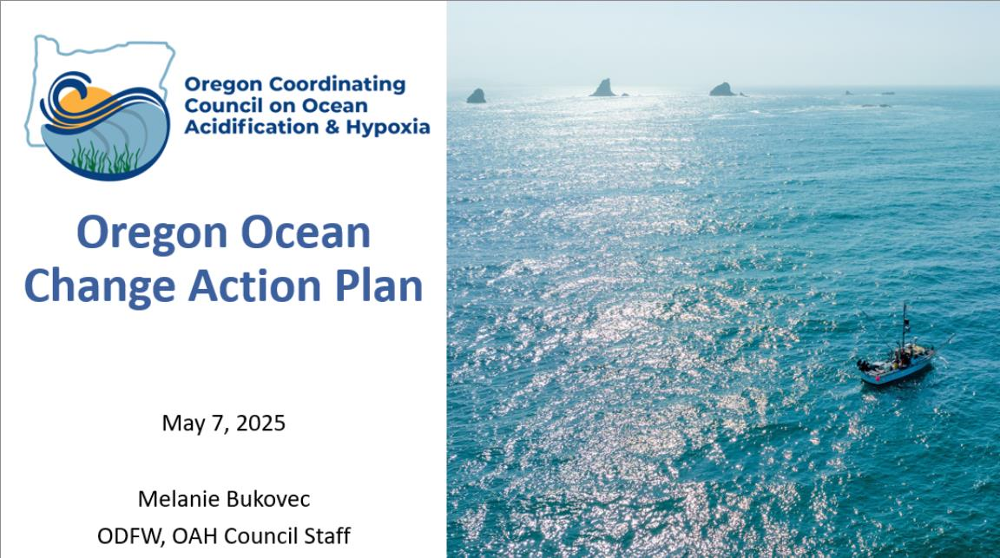 Oregon Coordinating
Council on Ocean
Acidification & Hypoxia
Oregon Ocean
Change Action Plan
May 7, 2025
Melanie Bukovec
ODFW, OAH Council Staff